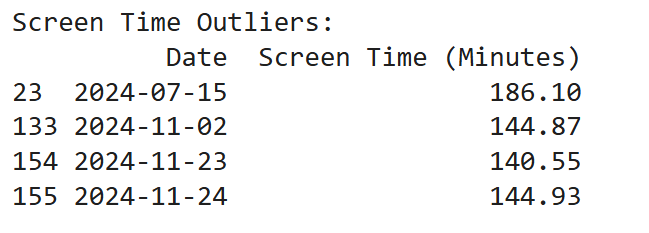 Screen Time Outliers:
Date  Screen Time (Minutes)
23  2024-07-15                 186.10
133 2024-11-02                 144.87
154 2024-11-23                 140.55
155 2024-11-24                 144.93